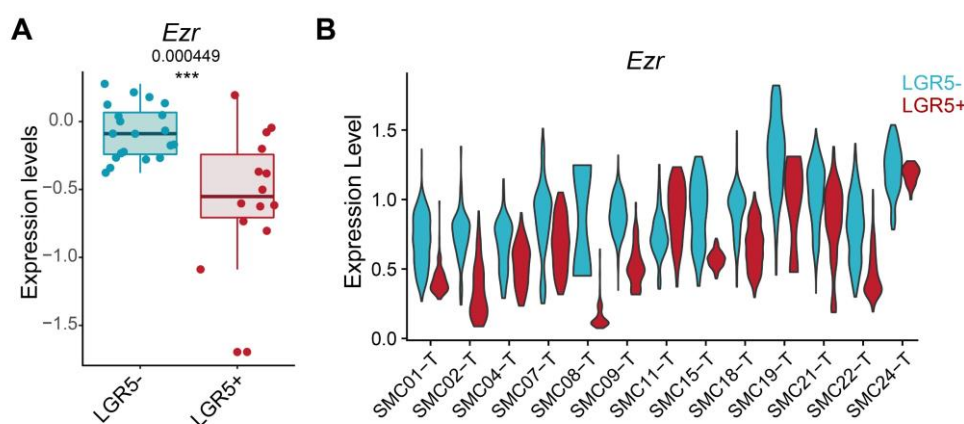 A
Ezr
0.000449
***
Expression levels
0.0
−0.5
−1.0
−1.5
LGR5-
LGR5+
B
Ezr
LGR5-
LGR5+
Expression Level
1.5
1.0
0.5
0.0
SMC01−T
SMC02−T
SMC04−T
SMC07−T
SMC08−T
SMC09−T
SMC11−T
SMC15−T
SMC18−T
SMC19−T
SMC21−T
SMC22−T
SMC24−T